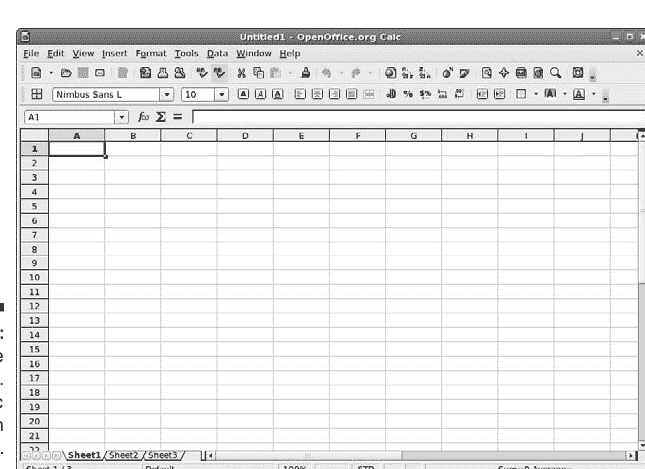 Untitled1 - OpenOffice.org Calc
File Edit View Insert Format Tools Data Window Help
Nimbus Sans L 10
A1 f(x) Σ =
A B C D E F G H I J
1
2
3
4
5
6
7
8
9
10
11
12
13
14
15
16
17
18
19
20
21
22
:
e
.
c
n
.
Sheet1 Sheet2 Sheet3
Sheet 1 / 3 Default 100% STD Sum=0 Average=